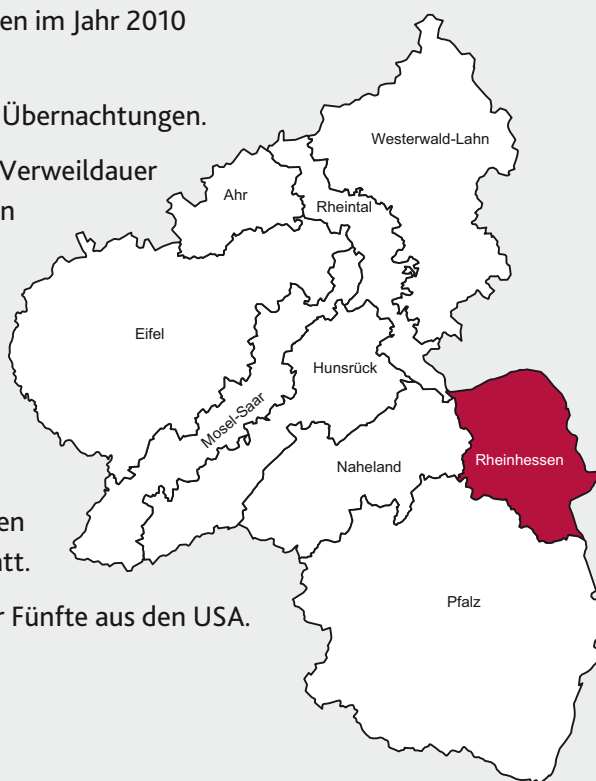 en im Jahr 2010
Übernachtungen.
Verweildauer
n
en
tt.
r Fünfte aus den USA.
Westerwald-Lahn
Ahr
Rheintal
Eifel
Hunsrück
Mosel-Saar
Naheland
Rheinhessen
Pfalz